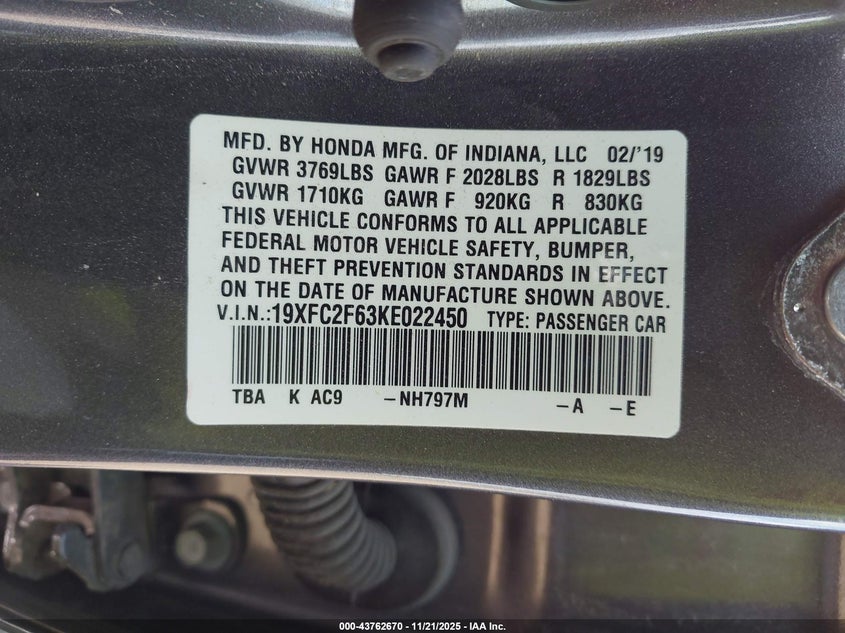 MFD. BY HONDA MFG. OF INDIANA, LLC 02/'19
GVWR 3769LBS GAWR F 2028LBS R 1829LBS
GVWR 1710KG GAWR F 920KG R 830KG
THIS VEHICLE CONFORMS TO ALL APPLICABLE
FEDERAL MOTOR VEHICLE SAFETY, BUMPER,
AND THEFT PREVENTION STANDARDS IN EFFECT
ON THE DATE OF MANUFACTURE SHOWN ABOVE.
V.I.N.:19XFC2F63KE022450 TYPE: PASSENGER CAR
TBA K AC9 -NH797M -A -E
000-43762670 - 11/21/2025 - IAA Inc.